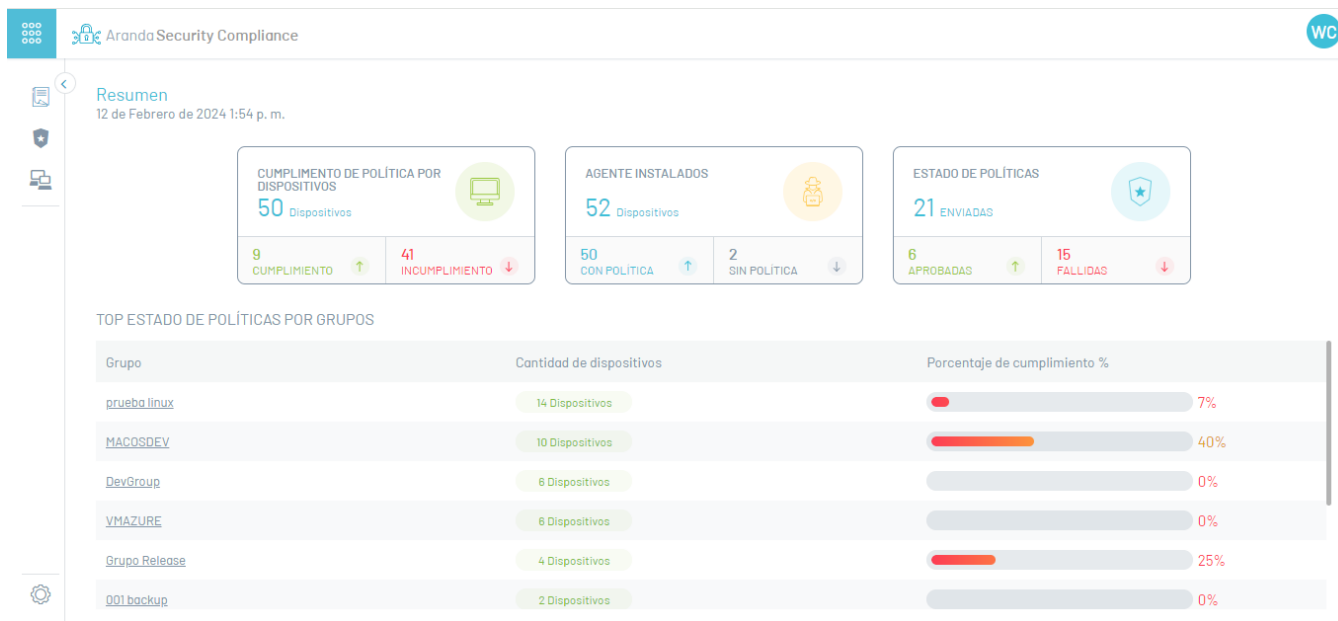 Aranda Security Compliance
WC
Resumen
12 de Febrero de 2024 1:54 p. m.
CUMPLIMENTO DE POLÍTICA POR
DISPOSITIVOS
50 Dispositivos
9
CUMPLIMIENTO
41
INCUMPLIMIENTO
AGENTE INSTALADOS
52 Dispositivos
50
CON POLÍTICA
2
SIN POLÍTICA
ESTADO DE POLÍTICAS
21 ENVIADAS
6
APROBADAS
15
FALLIDAS
TOP ESTADO DE POLÍTICAS POR GRUPOS
Grupo Cantidad de dispositivos Porcentaje de cumplimiento %
prueba linux 14 Dispositivos 7%
MACOSDEV 10 Dispositivos 40%
DevGroup 6 Dispositivos 0%
VMAZURE 6 Dispositivos 0%
Grupo Release 4 Dispositivos 25%
001 backup 2 Dispositivos 0%